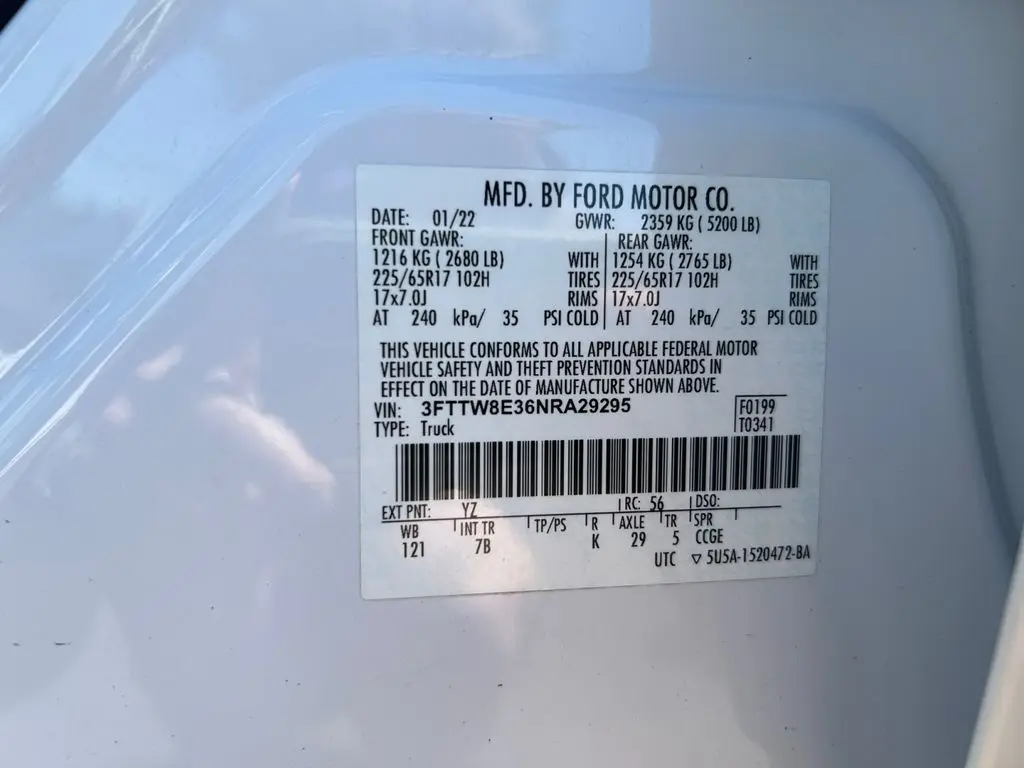 MFD. BY FORD MOTOR CO.
DATE: 01/22 GVWR: 2359 KG ( 5200 LB)
FRONT GAWR: REAR GAWR:
1216 KG ( 2680 LB) WITH 1254 KG ( 2765 LB) WITH
225/65R17 102H TIRES 225/65R17 102H TIRES
17x7.0J RIMS 17x7.0J RIMS
AT 240 kPa/ 35 PSI COLD AT 240 kPa/ 35 PSI COLD
THIS VEHICLE CONFORMS TO ALL APPLICABLE FEDERAL MOTOR
VEHICLE SAFETY AND THEFT PREVENTION STANDARDS IN
EFFECT ON THE DATE OF MANUFACTURE SHOWN ABOVE.
VIN: 3FTTW8E36NRA29295 F0199
TYPE: Truck T0341
EXT PNT: YZ RC: 56 DSO:
WB INT TR TP/PS R AXLE TR SPR
121 7B K 29 5 CCGE
UTC ▽ 5U5A-1520472-BA